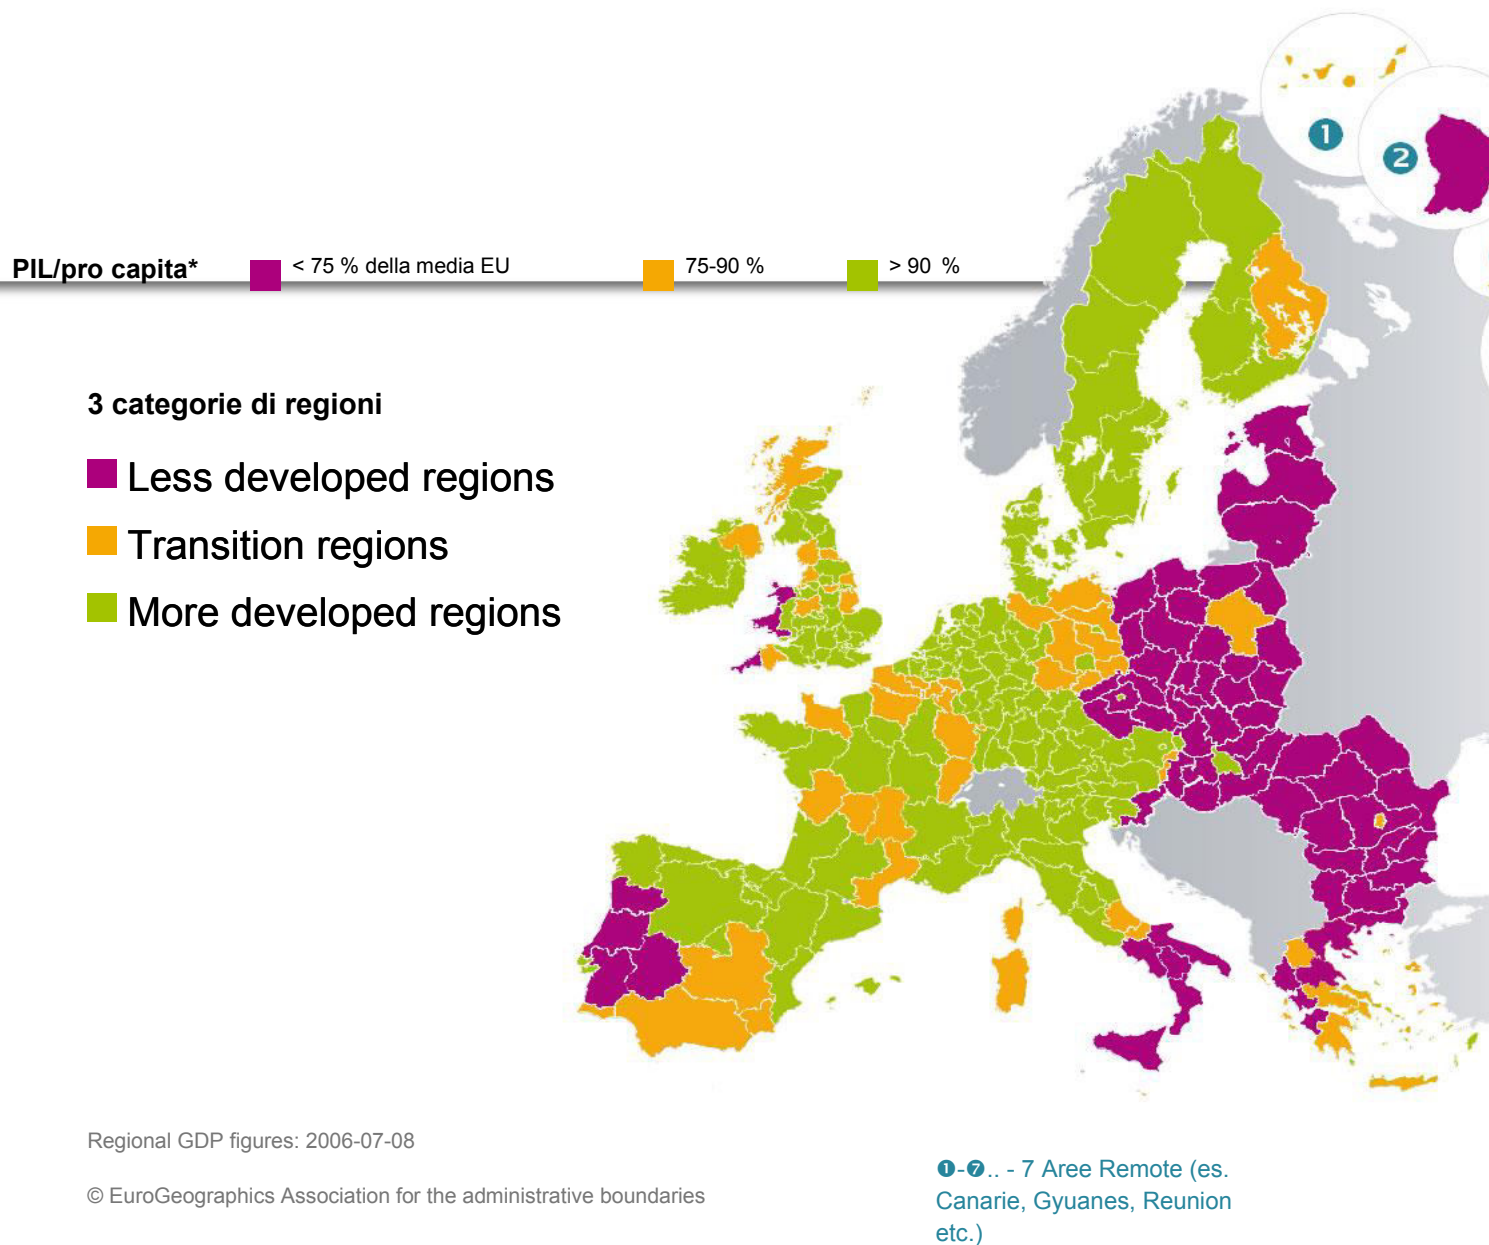 ❶
❷
PIL/pro capita*
< 75 % della media EU
75-90 %
> 90 %
3 categorie di regioni
Less developed regions
Transition regions
More developed regions
Regional GDP figures: 2006-07-08
© EuroGeographics Association for the administrative boundaries
❶-❼.. - 7 Aree Remote (es.
Canarie, Gyuanes, Reunion
etc.)